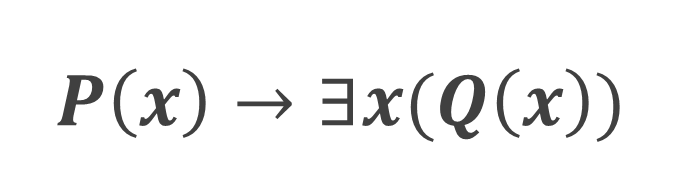 P(x) → ∃x(Q(x))